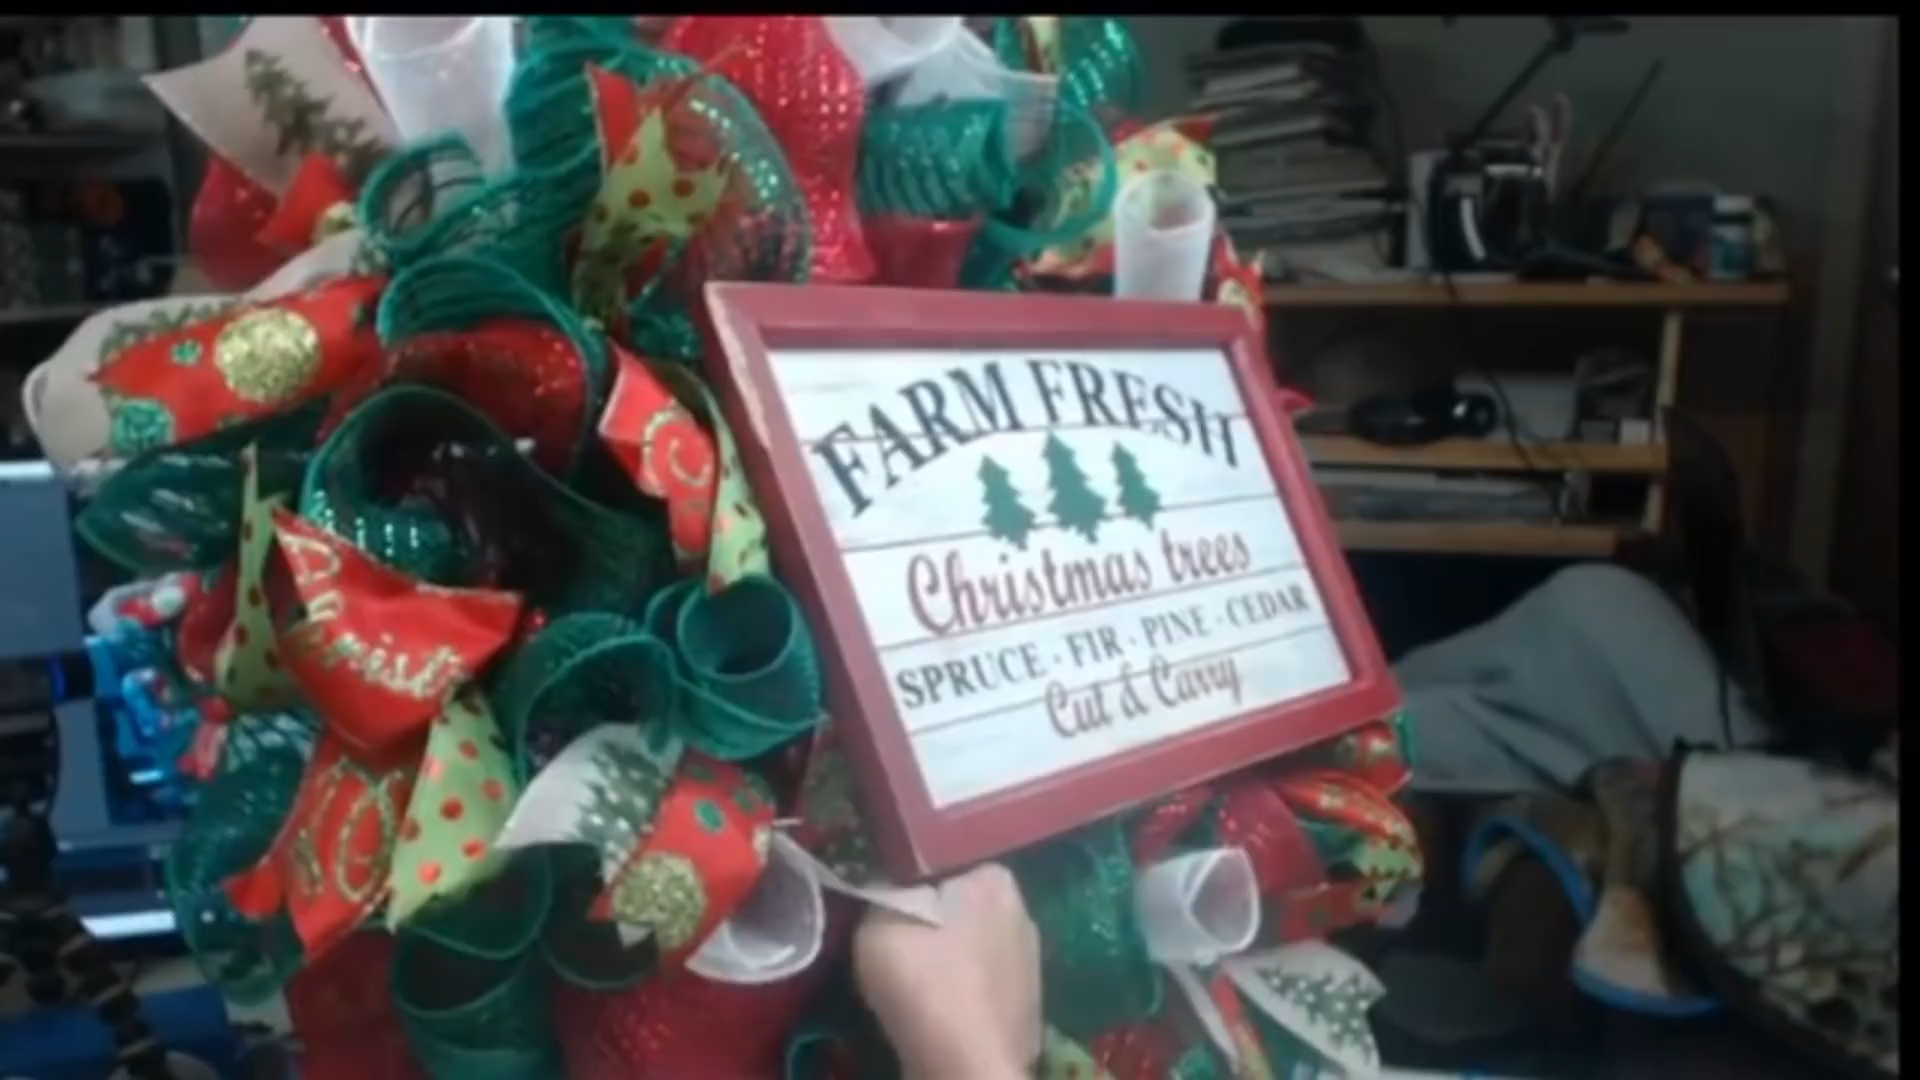 FARM FRESH
Christmas trees
SPRUCE · FIR · PINE · CEDAR
Cut & Carry